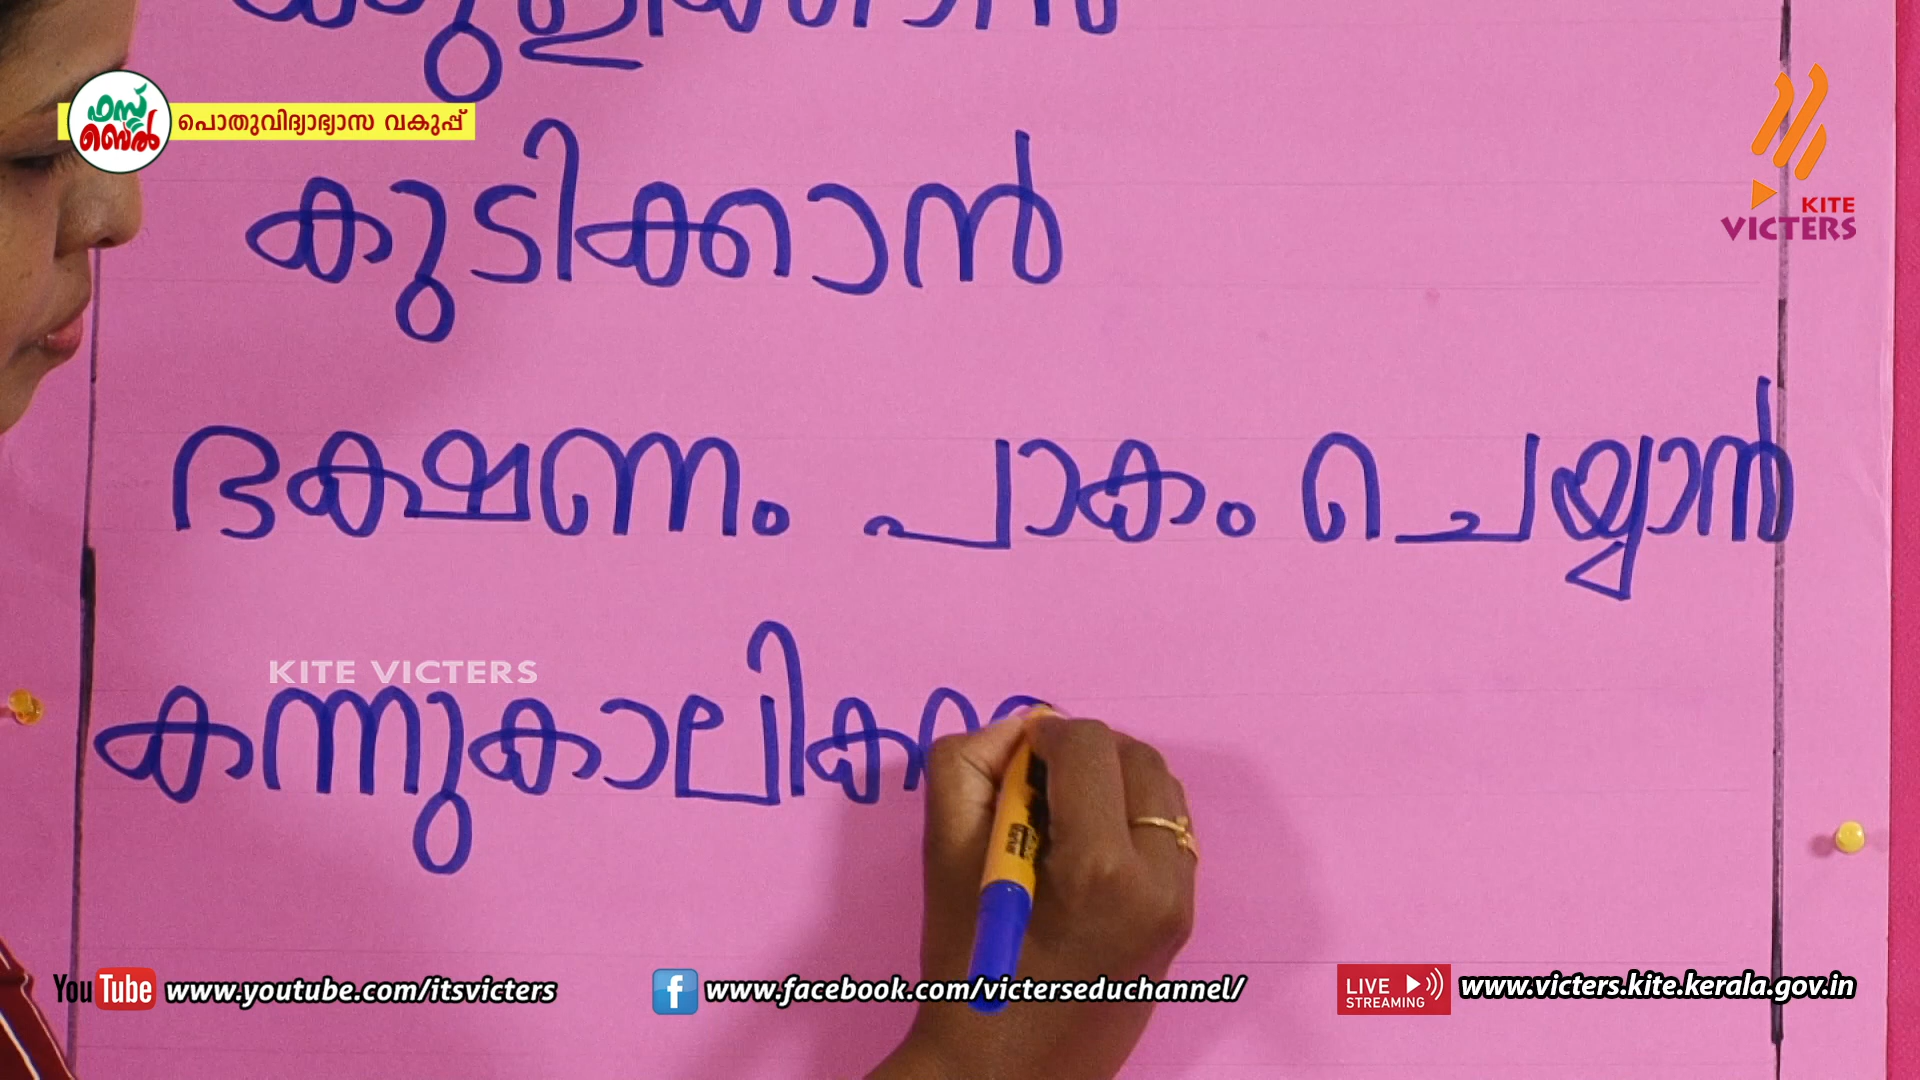 കുളിക്കാൻ
ഫസ്റ്റ് ബെൽ
പൊതുവിദ്യാഭ്യാസ വകുപ്പ്
KITE VICTERS
കുടിക്കാൻ
ഭക്ഷണം പാകം ചെയ്യാൻ
KITE VICTERS
കന്നുകാലിക
YouTube www.youtube.com/itsvicters
f www.facebook.com/victerseduchannel/
LIVE STREAMING www.victers.kite.kerala.gov.in